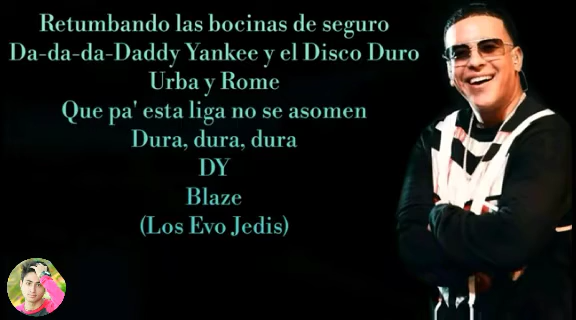 Retumbando las bocinas de seguro
Da-da-da-Daddy Yankee y el Disco Duro
Urba y Rome
Que pa' esta liga no se asomen
Dura, dura, dura
DY
Blaze
(Los Evo Jedis)